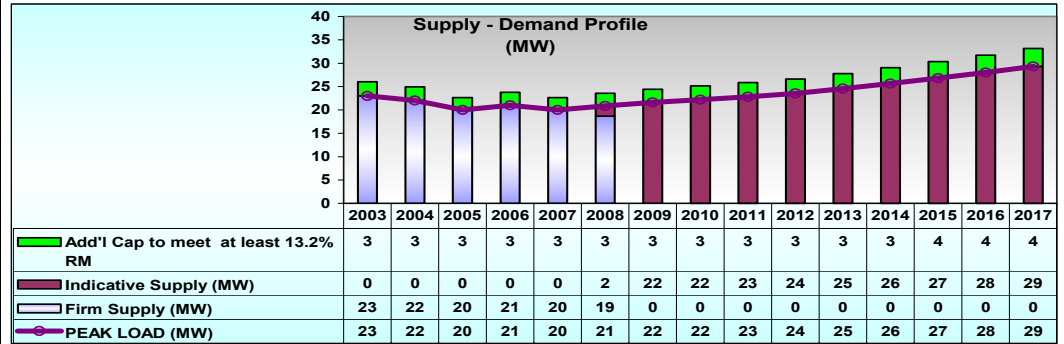 Supply - Demand Profile
(MW)
40
35
30
25
20
15
10
5
0
2003 2004 2005 2006 2007 2008 2009 2010 2011 2012 2013 2014 2015 2016 2017
Add'l Cap to meet at least 13.2% RM 3 3 3 3 3 3 3 3 3 3 3 3 4 4 4
Indicative Supply (MW) 0 0 0 0 0 2 22 22 23 24 25 26 27 28 29
Firm Supply (MW) 23 22 20 21 20 19 0 0 0 0 0 0 0 0 0
PEAK LOAD (MW) 23 22 20 21 20 21 22 22 23 24 25 26 27 28 29